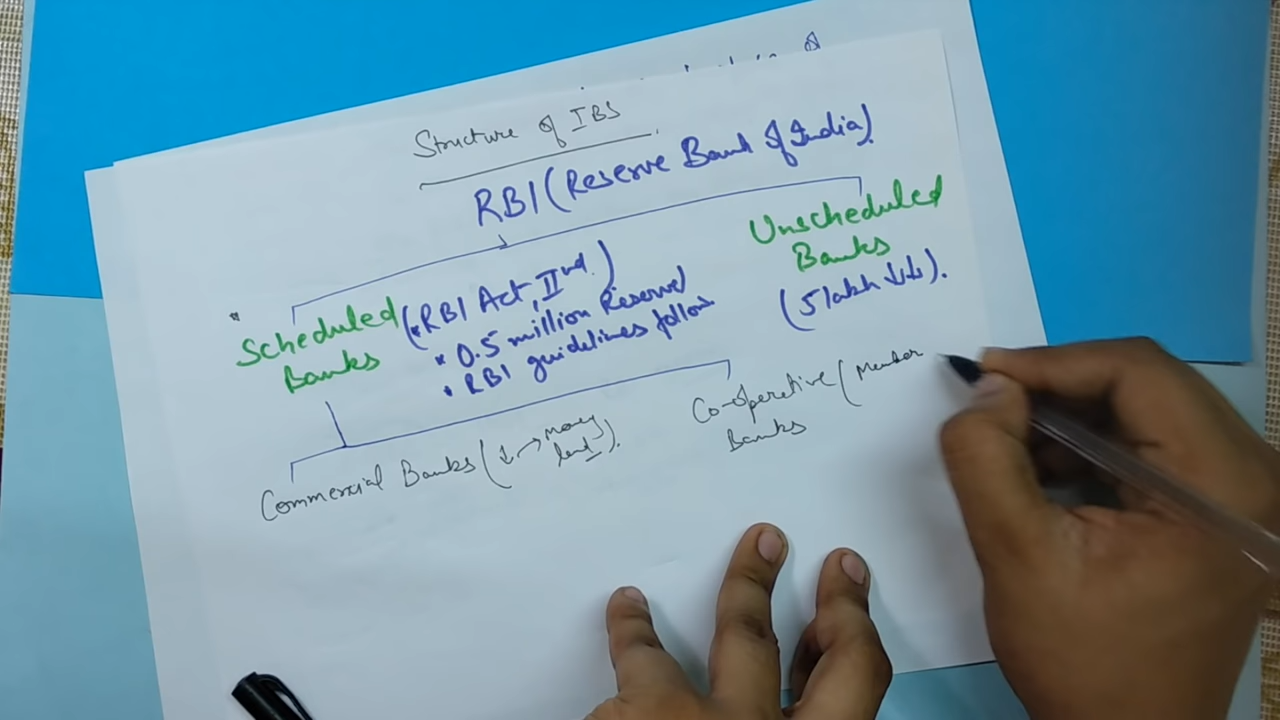 Structure of IBS
RBI (Reserve Bank of India).
Unscheduled
Banks
(5 lakh ↓↓).
Scheduled
Banks
(* RBI Act, IInd.)
* 0.5 million Reserve
* RBI guidelines follow
Commercial Banks (↓→ Money
lend).
Co-operative (Member
Banks